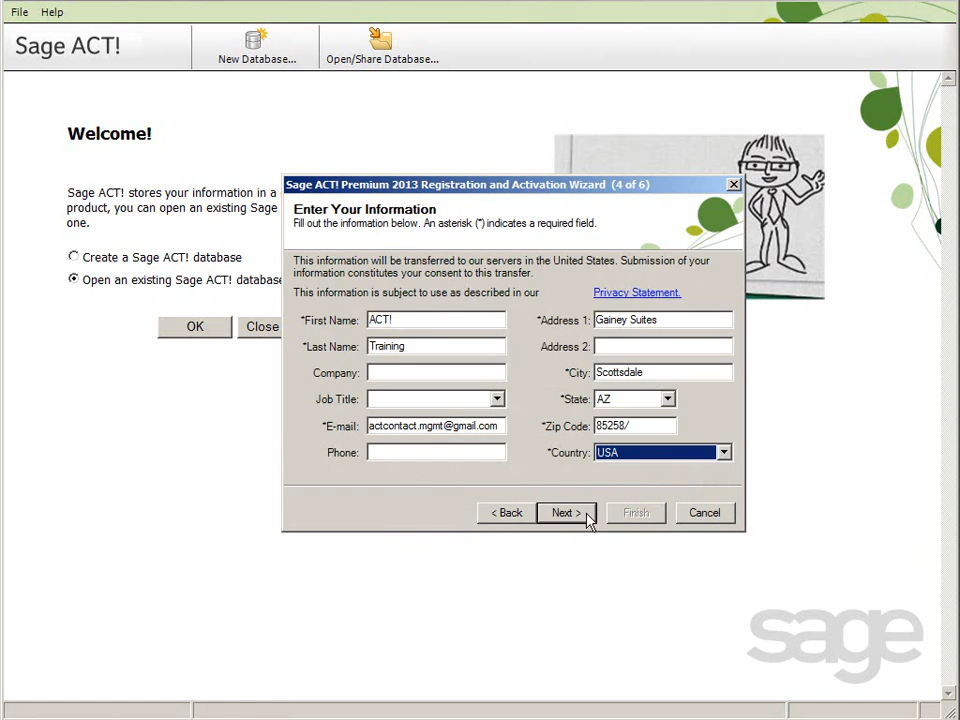 File Help
Sage ACT!
New Database...
Open/Share Database...
Welcome!
Sage ACT! stores your information in a
product, you can open an existing Sage
one.
Create a Sage ACT! database
Open an existing Sage ACT! database
OK
Close
Sage ACT! Premium 2013 Registration and Activation Wizard (4 of 6)
Enter Your Information
Fill out the information below. An asterisk (*) indicates a required field.
This information will be transferred to our servers in the United States. Submission of your
information constitutes your consent to this transfer.
This information is subject to use as described in our Privacy Statement.
*First Name: ACT!
*Last Name: Training
Company:
Job Title:
*E-mail: actcontact.mgmt@gmail.com
Phone:
*Address 1: Gainey Suites
Address 2:
*City: Scottsdale
*State: AZ
*Zip Code: 85258/
*Country: USA
< Back
Next >
Finish
Cancel
sage